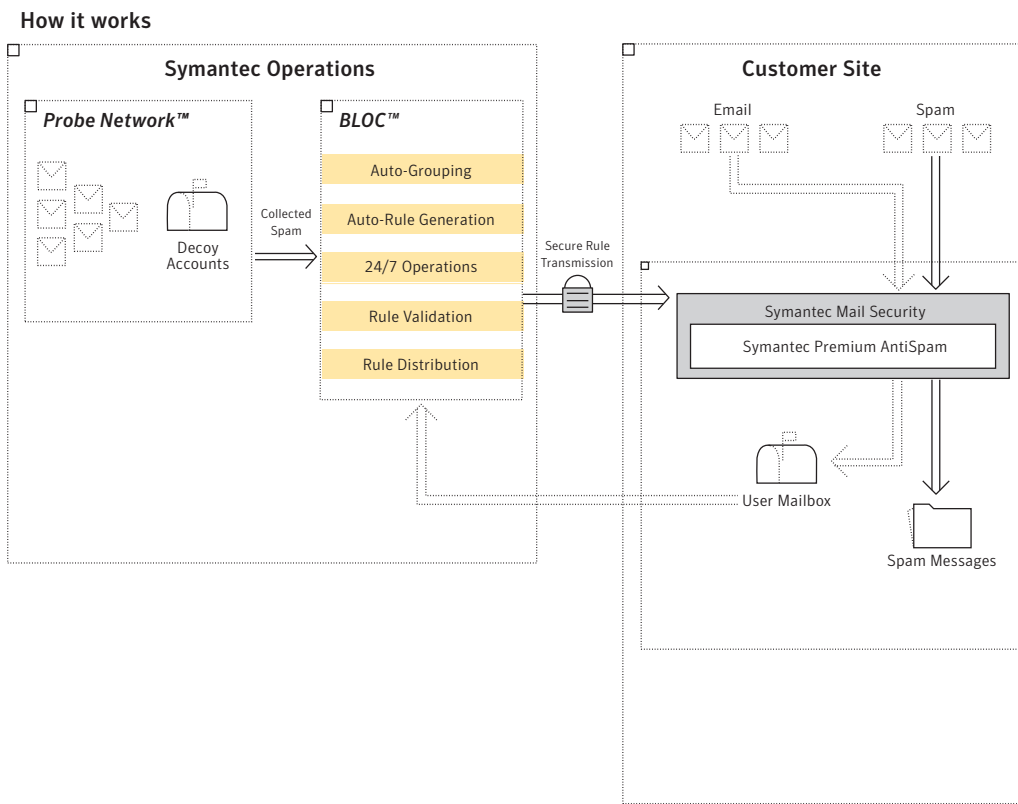 How it works
Symantec Operations
Probe Network™
Decoy
Accounts
Collected
Spam
BLOC™
Auto-Grouping
Auto-Rule Generation
24/7 Operations
Rule Validation
Rule Distribution
Secure Rule
Transmission
Customer Site
Email
Spam
Symantec Mail Security
Symantec Premium AntiSpam
User Mailbox
Spam Messages